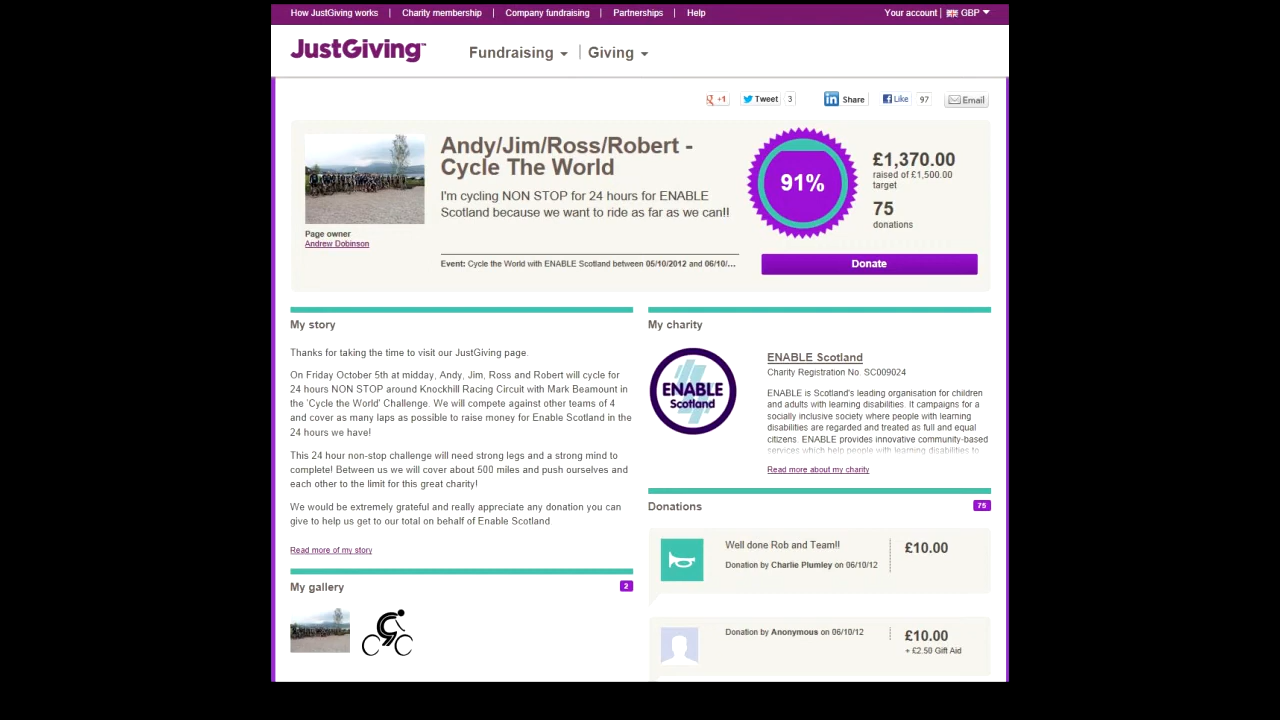 How JustGiving works | Charity membership | Company fundraising | Partnerships | Help
Your account | GBP
JustGiving™
Fundraising | Giving
+1
Tweet 3
in Share
Like 97
Email
Andy/Jim/Ross/Robert -
Cycle The World
I'm cycling NON STOP for 24 hours for ENABLE
Scotland because we want to ride as far as we can!!
Page owner
Andrew Dobinson
Event: Cycle the World with ENABLE Scotland between 05/10/2012 and 06/10/...
91%
£1,370.00
raised of £1,500.00
target
75
donations
Donate
My story
Thanks for taking the time to visit our JustGiving page.
On Friday October 5th at midday, Andy, Jim, Ross and Robert will cycle for
24 hours NON STOP around Knockhill Racing Circuit with Mark Beamount in
the 'Cycle the World' Challenge. We will compete against other teams of 4
and cover as many laps as possible to raise money for Enable Scotland in the
24 hours we have!
This 24 hour non-stop challenge will need strong legs and a strong mind to
complete! Between us we will cover about 500 miles and push ourselves and
each other to the limit for this great charity!
We would be extremely grateful and really appreciate any donation you can
give to help us get to our total on behalf of Enable Scotland
Read more of my story
My gallery
2
My charity
ENABLE
Scotland
ENABLE Scotland
Charity Registration No. SC009024
ENABLE is Scotland's leading organisation for children
and adults with learning disabilities. It campaigns for a
socially inclusive society where people with learning
disabilities are regarded and treated as full and equal
citizens. ENABLE provides innovative community-based
services which help people with learning disabilities to
Read more about my charity
Donations
75
Well done Rob and Team!!
Donation by Charlie Plumley on 06/10/12
£10.00
Donation by Anonymous on 06/10/12
£10.00
+ £2.50 Gift Aid